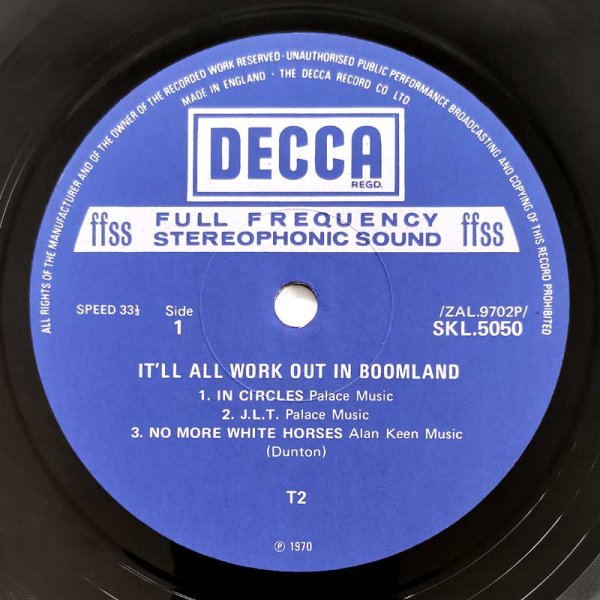 ALL RIGHTS OF THE MANUFACTURER AND OF THE OWNER OF THE RECORDED WORK RESERVED · UNAUTHORISED PUBLIC PERFORMANCE BROADCASTING AND COPYING OF THIS RECORD PROHIBITED
MADE IN ENGLAND · THE DECCA RECORD CO LTD
DECCA
REGD.
ffss FULL FREQUENCY STEREOPHONIC SOUND ffss
SPEED 33⅓ Side 1
/ZAL.9702P/
SKL.5050
IT'LL ALL WORK OUT IN BOOMLAND
1. IN CIRCLES Palace Music
2. J.L.T. Palace Music
3. NO MORE WHITE HORSES Alan Keen Music
(Dunton)
T2
℗ 1970